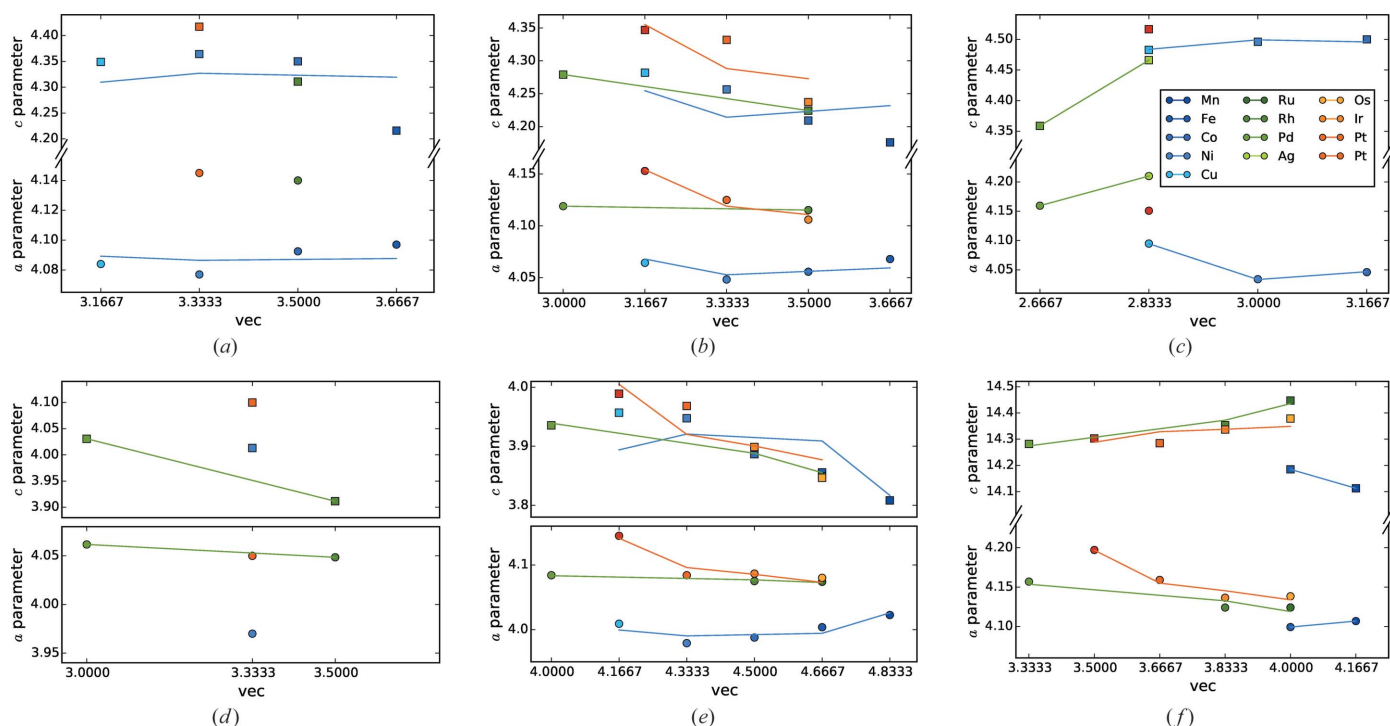 c parameter
4.40
4.35
4.30
4.25
4.20
a parameter
4.14
4.12
4.10
4.08
3.1667 3.3333 3.5000 3.6667
vec
(a)
c parameter
4.35
4.30
4.25
4.20
a parameter
4.15
4.10
4.05
3.0000 3.1667 3.3333 3.5000 3.6667
vec
(b)
c parameter
4.50
4.45
4.40
4.35
a parameter
4.20
4.15
4.10
4.05
2.6667 2.8333 3.0000 3.1667
vec
(c)
Mn Ru Os
Fe Rh Ir
Co Pd Pt
Ni Ag Pt
Cu
c parameter
4.10
4.05
4.00
3.95
3.90
a parameter
4.05
4.00
3.95
3.0000 3.3333 3.5000
vec
(d)
c parameter
4.0
3.9
3.8
a parameter
4.1
4.0
4.0000 4.1667 4.3333 4.5000 4.6667 4.8333
vec
(e)
c parameter
14.5
14.4
14.3
14.2
14.1
a parameter
4.20
4.15
4.10
3.3333 3.5000 3.6667 3.8333 4.0000 4.1667
vec
(f)